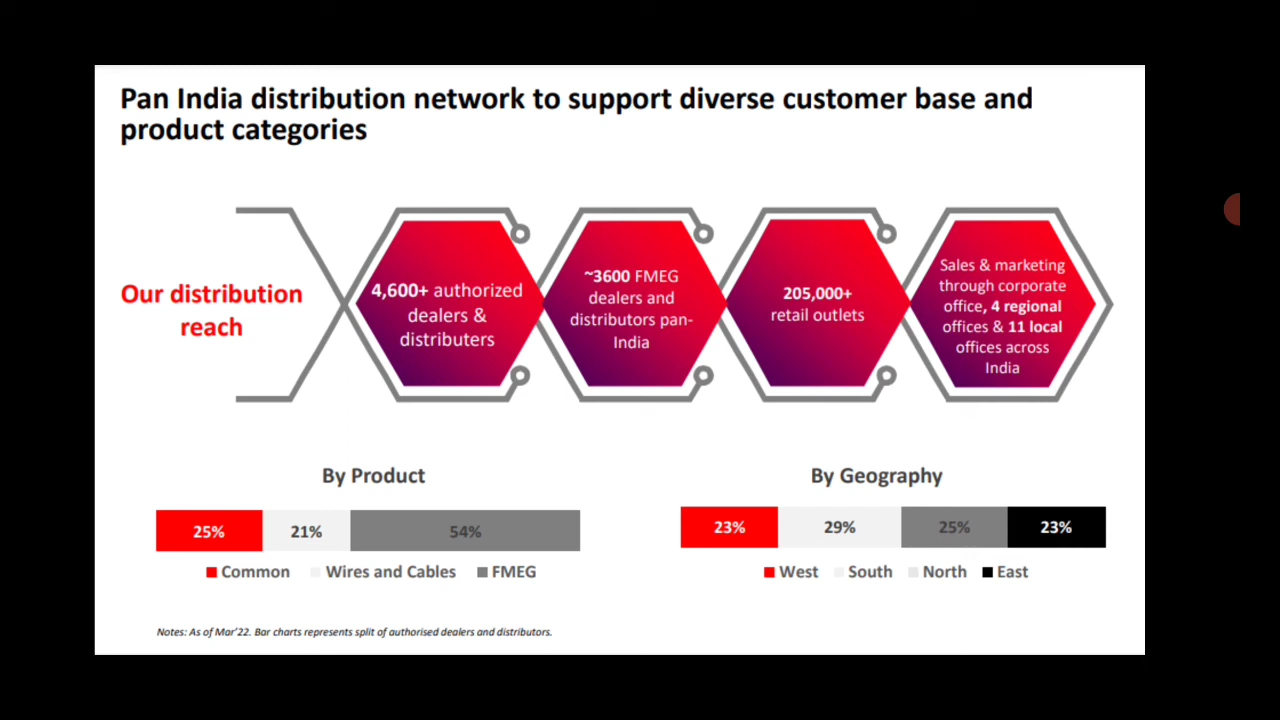 Pan India distribution network to support diverse customer base and
product categories
Our distribution
reach
4,600+ authorized
dealers &
distributers
~3600 FMEG
dealers and
distributors pan-
India
205,000+
retail outlets
Sales & marketing
through corporate
office, 4 regional
offices & 11 local
offices across
India
By Product
25% 21% 54%
Common Wires and Cables FMEG
By Geography
23% 29% 25% 23%
West South North East
Notes: As of Mar'22. Bar charts represents split of authorised dealers and distributors.